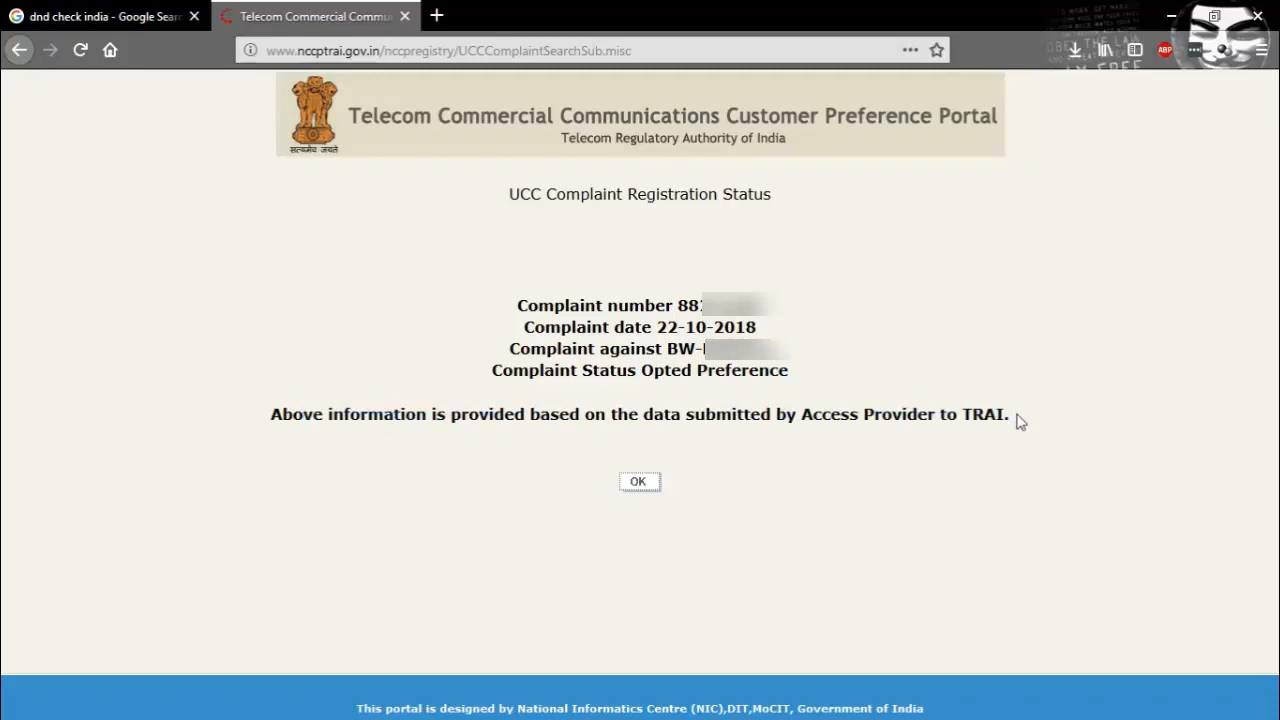 dnd check india - Google Searc
Telecom Commercial Commu
www.nccptrai.gov.in/nccpregistry/UCCComplaintSearchSub.misc
ABP
सत्यमेव जयते
Telecom Commercial Communications Customer Preference Portal
Telecom Regulatory Authority of India
UCC Complaint Registration Status
Complaint number 88
Complaint date 22-10-2018
Complaint against BW-
Complaint Status Opted Preference
Above information is provided based on the data submitted by Access Provider to TRAI.
OK
This portal is designed by National Informatics Centre (NIC),DIT,MoCIT, Government of India